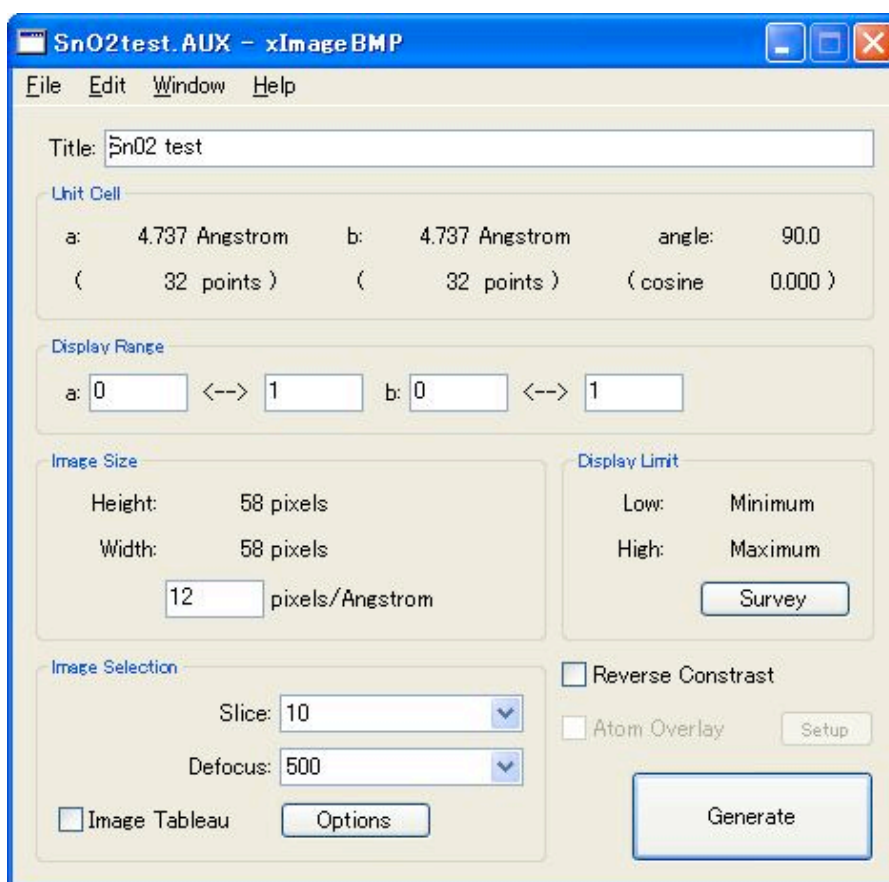 SnO2test.AUX - xImageBMP
File Edit Window Help
Title: SnO2 test
Unit Cell
a: 4.737 Angstrom b: 4.737 Angstrom angle: 90.0
( 32 points ) ( 32 points ) ( cosine 0.000 )
Display Range
a: 0 <--> 1 b: 0 <--> 1
Image Size
Height: 58 pixels
Width: 58 pixels
12 pixels/Angstrom
Display Limit
Low: Minimum
High: Maximum
Survey
Image Selection
Slice: 10
Defocus: 500
Image Tableau Options
Reverse Constrast
Atom Overlay Setup
Generate